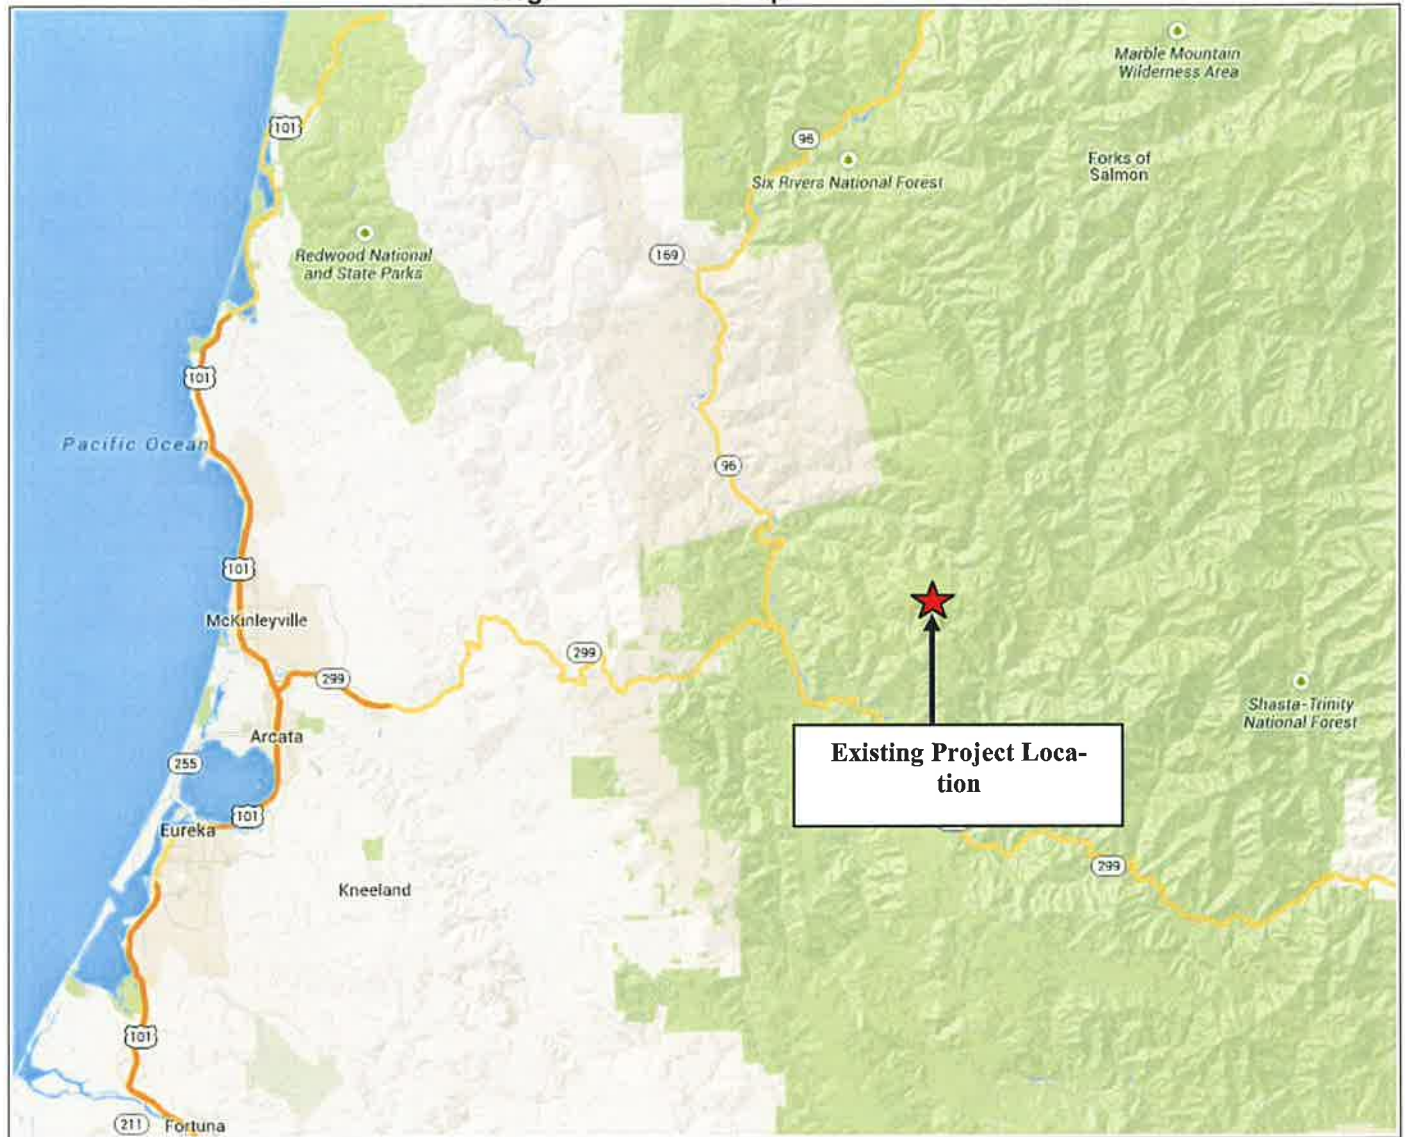 Marble Mountain
Wilderness Area
101
96
Forks of
Salmon
Six Rivers National Forest
169
Redwood National
and State Parks
101
Pacific Ocean
96
101
McKinleyville
299
299
Shasta-Trinity
National Forest
Arcata
255
Existing Project Loca-
tion
101
Eureka
299
Kneeland
101
211
Fortuna